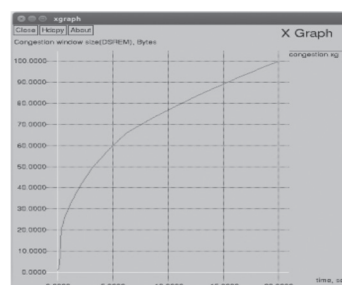 xgraph
Close Hdcpy About
X Graph
Congestion window size(DSREM), Bytes
congestion.xg
100.0000
90.0000
80.0000
70.0000
60.0000
50.0000
40.0000
30.0000
20.0000
10.0000
0.0000
time,